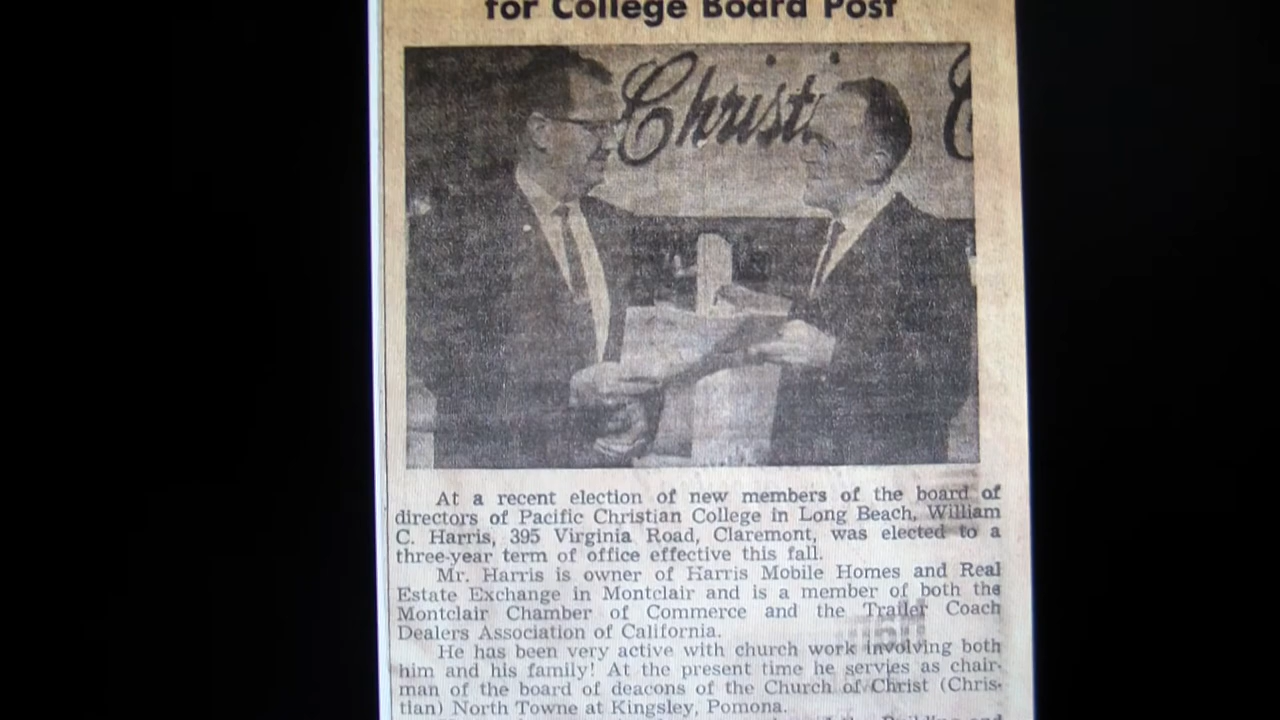 for College Board Post
Christi
C
At a recent election of new members of the board of
directors of Pacific Christian College in Long Beach, William
C. Harris, 395 Virginia Road, Claremont, was elected to a
three-year term of office effective this fall.
Mr. Harris is owner of Harris Mobile Homes and Real
Estate Exchange in Montclair and is a member of both the
Montclair Chamber of Commerce and the Trailer Coach
Dealers Association of California.
He has been very active with church work involving both
him and his family! At the present time he servies as chair-
man of the board of deacons of the Church of Christ (Chris-
tian) North Towne at Kingsley, Pomona.